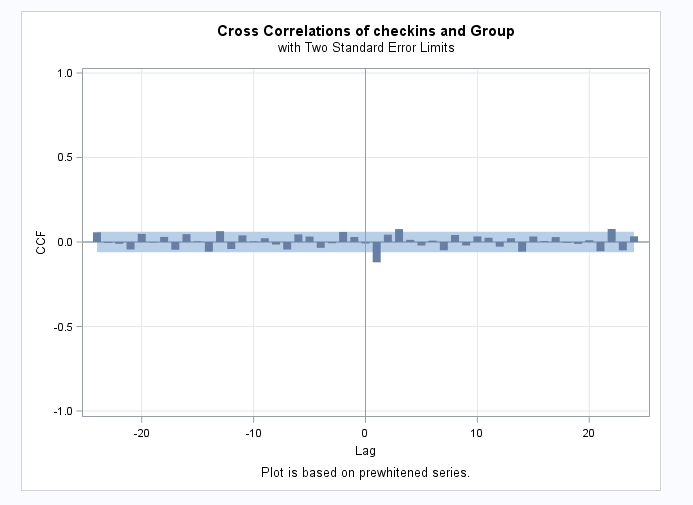 Cross Correlations of checkins and Group
with Two Standard Error Limits
1.0
0.5
0.0
-0.5
-1.0
CCF
-20 -10 0 10 20
Lag
Plot is based on prewhitened series.